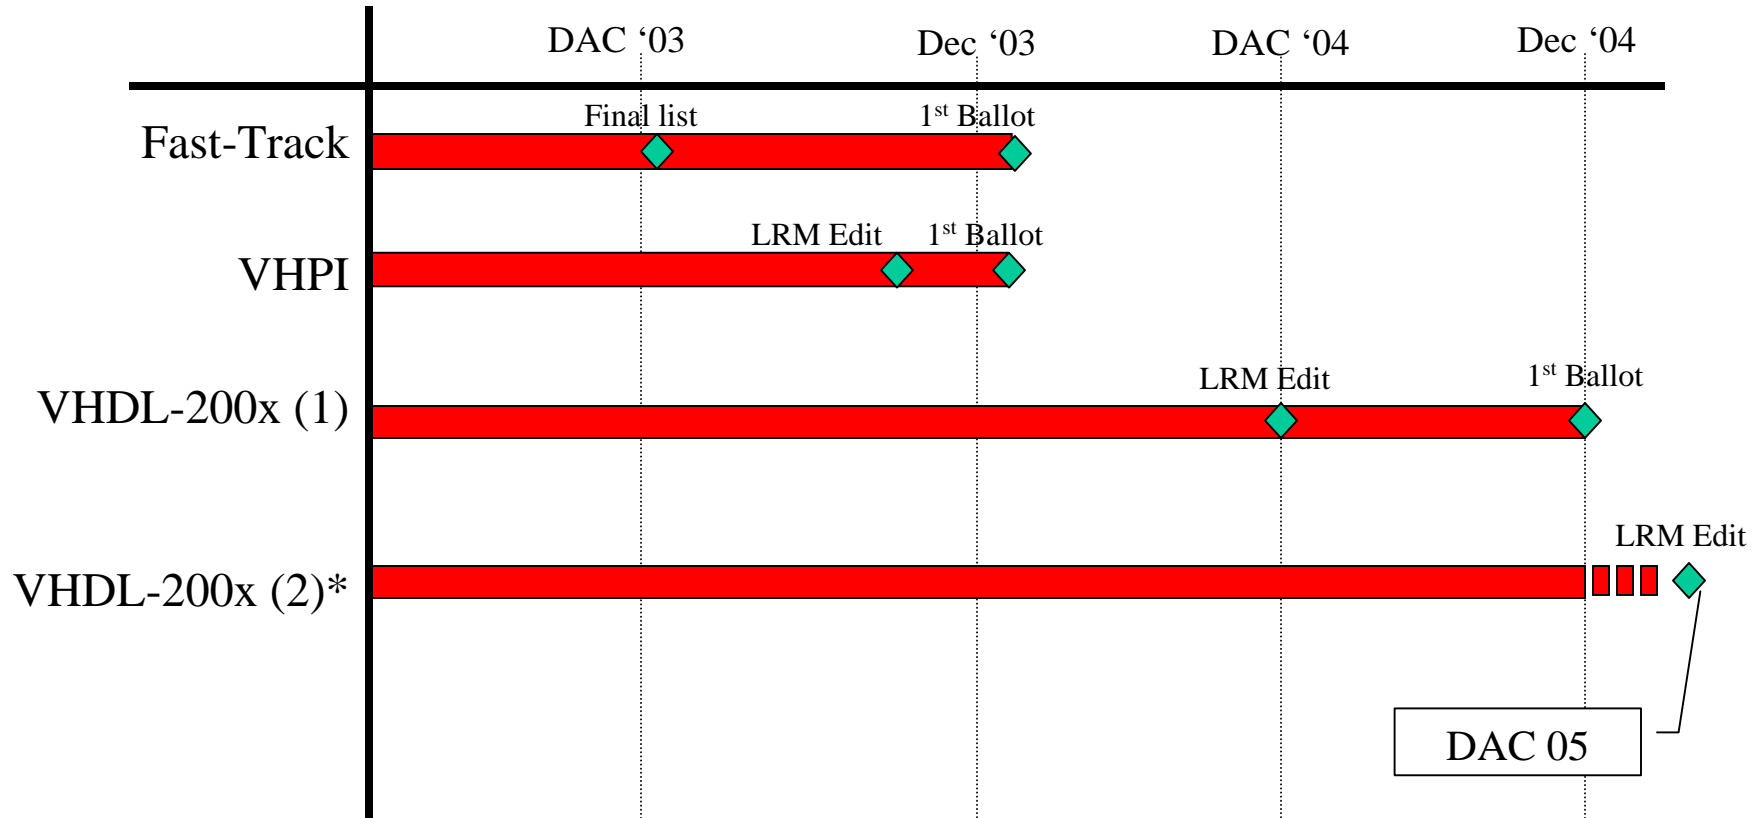 DAC ‘03 Dec ‘03 DAC ‘04 Dec ‘04
Final list 1st Ballot
Fast-Track
LRM Edit 1st Ballot
VHPI
LRM Edit 1st Ballot
VHDL-200x (1)
LRM Edit
VHDL-200x (2)*
DAC 05